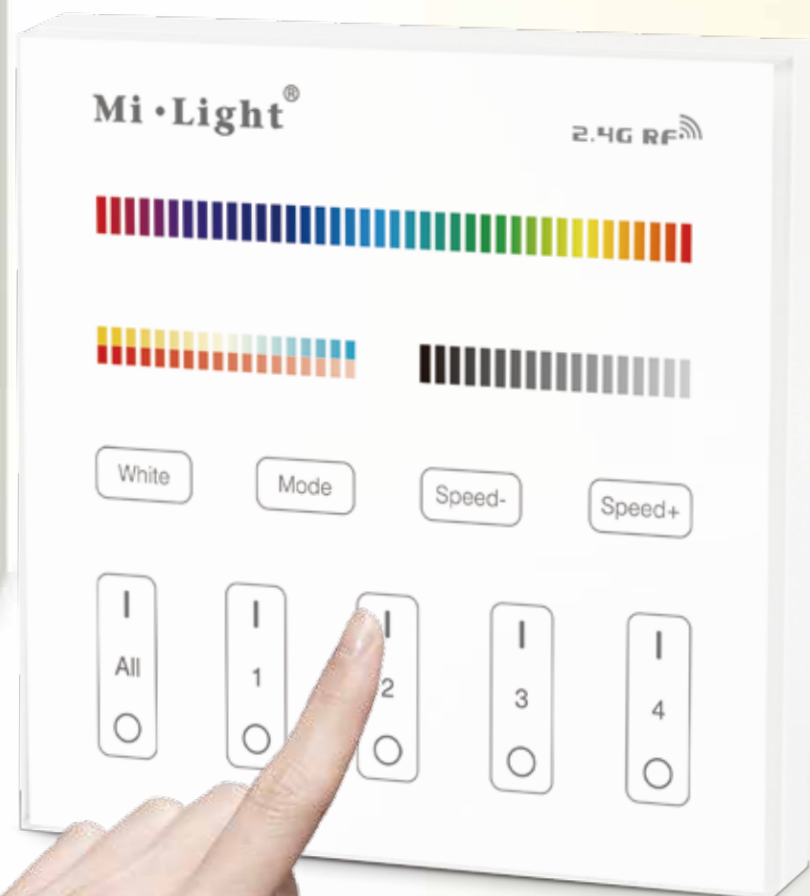 Mi·Light®
2.4G RF
White Mode Speed- Speed+
I I I I I
All 1 2 3 4
O O O O O